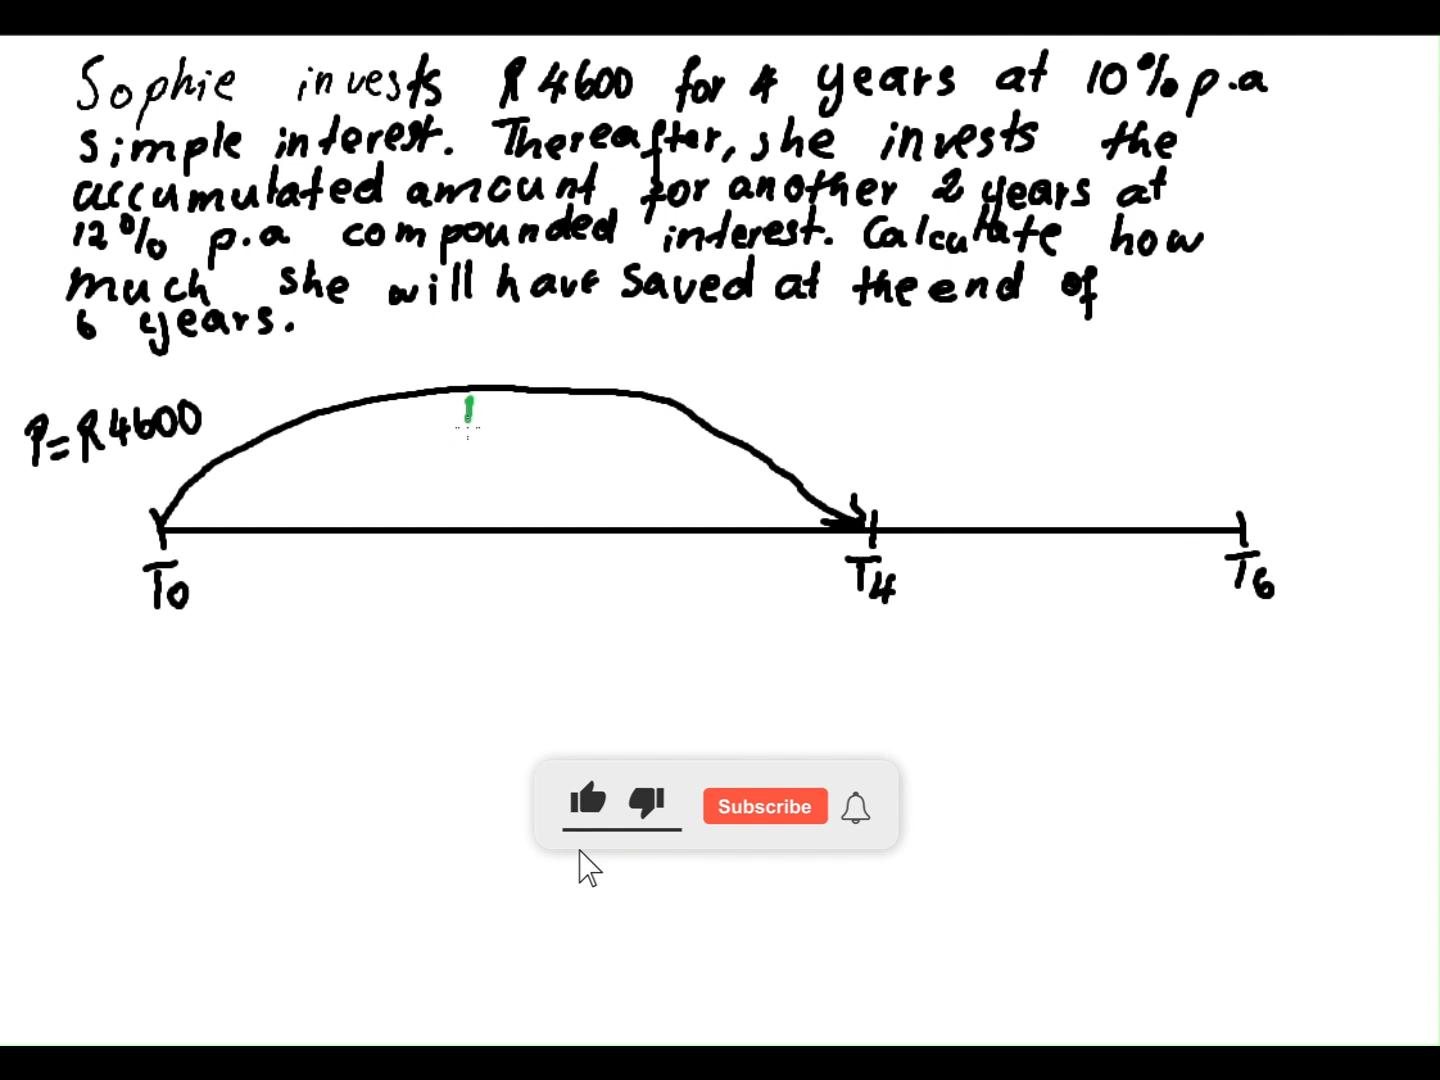 Sophie invests R4600 for 4 years at 10% p.a
simple interest. Thereafter, she invests the
accumulated amount for another 2 years at
12% p.a compounded interest. Calculate how
much she will have saved at the end of
6 years.
P=R4600
T0
T4
T6
Subscribe